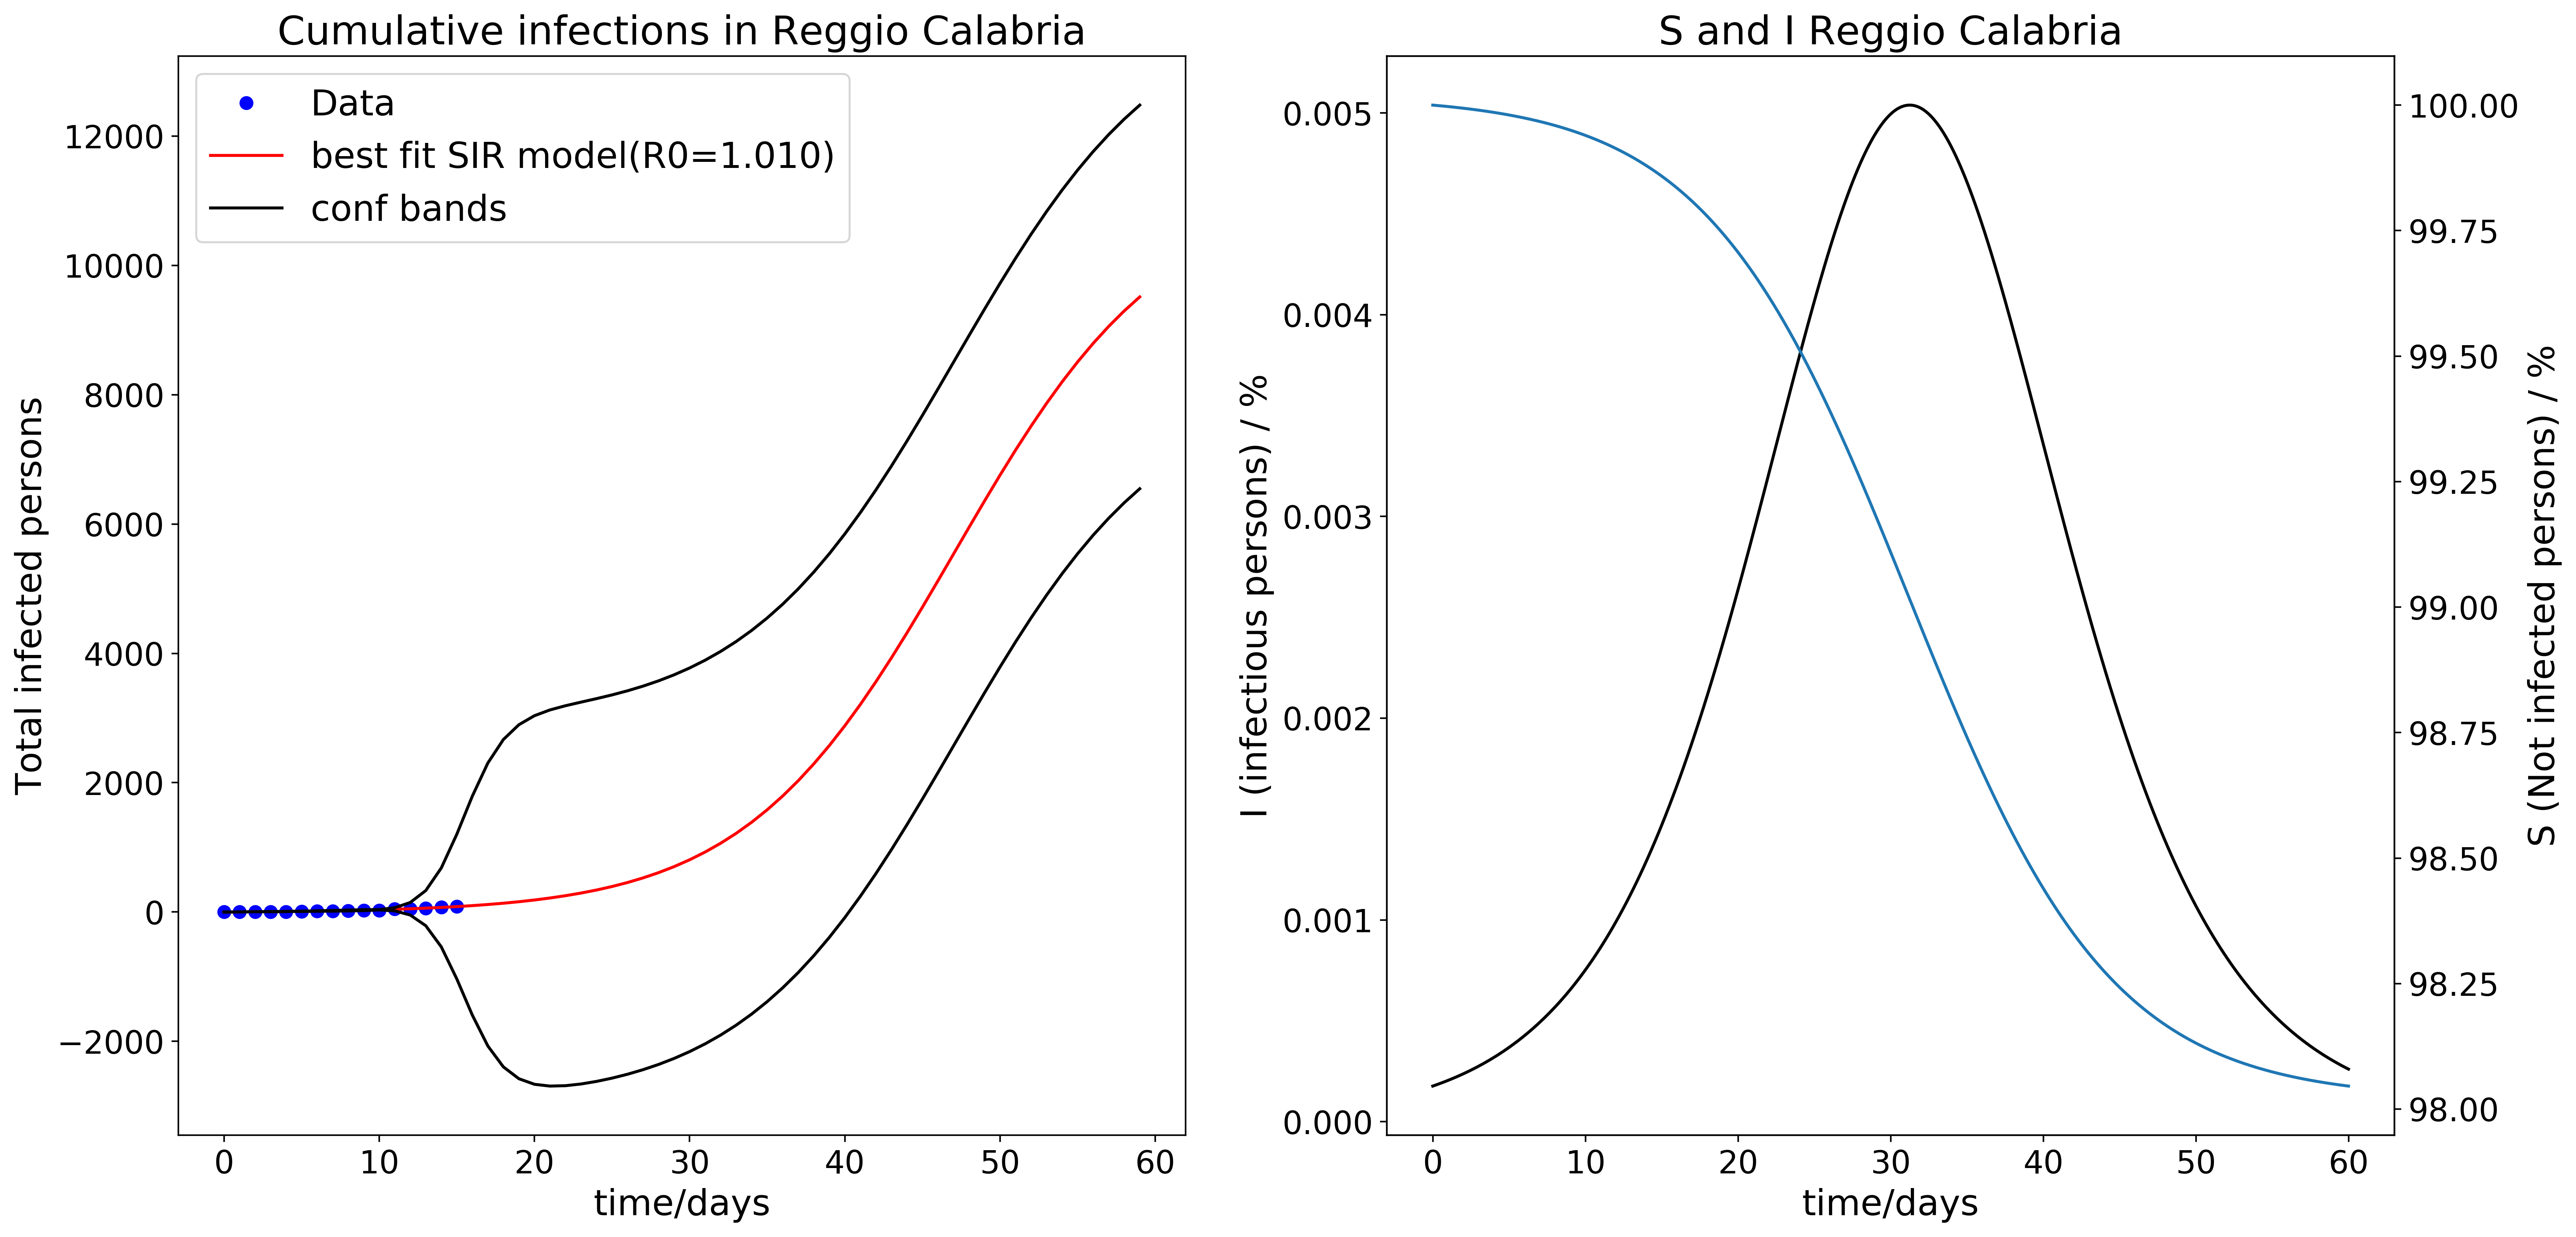 Cumulative infections in Reggio Calabria
Data
best fit SIR model(R0=1.010)
conf bands
12000
10000
8000
6000
4000
2000
0
−2000
Total infected persons
0 10 20 30 40 50 60
time/days
S and I Reggio Calabria
0.005
0.004
0.003
0.002
0.001
0.000
I (infectious persons) / %
100.00
99.75
99.50
99.25
99.00
98.75
98.50
98.25
98.00
S (Not infected persons) / %
0 10 20 30 40 50 60
time/days